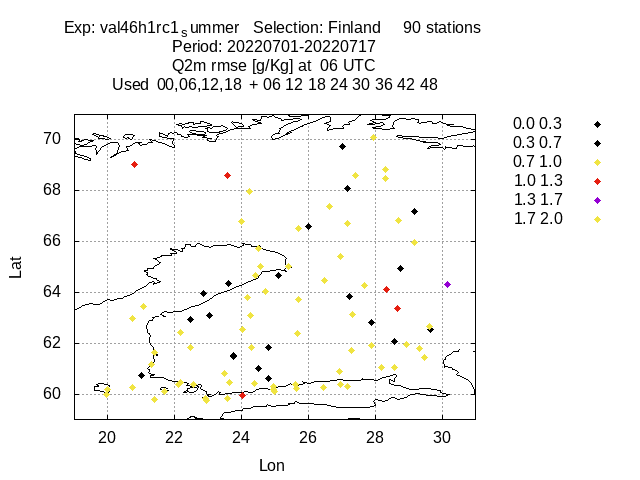 Exp: val46h1rc1summer Selection: Finland 90 stations
Period: 20220701-20220717
Q2m rmse [g/Kg] at 06 UTC
Used 00,06,12,18 + 06 12 18 24 30 36 42 48
0.0 0.3
0.3 0.7
0.7 1.0
1.0 1.3
1.3 1.7
1.7 2.0
70
68
66
64
62
60
Lat
20 22 24 26 28 30
Lon